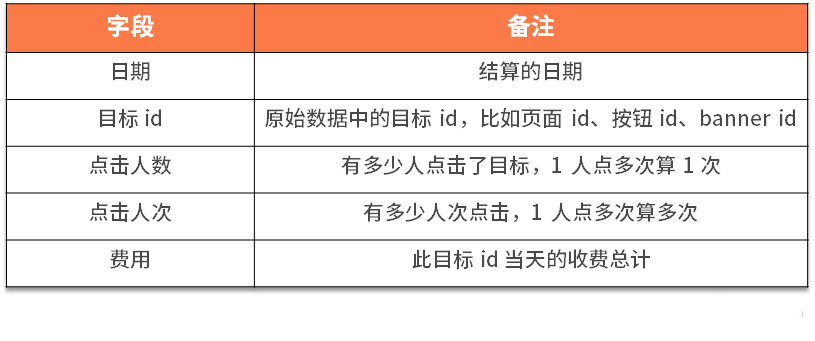 字段 备注
日期 结算的日期
目标 id 原始数据中的目标 id，比如页面 id、按钮 id、banner id
点击人数 有多少人点击了目标，1 人点多次算 1 次
点击人次 有多少人次点击，1 人点多次算多次
费用 此目标 id 当天的收费总计